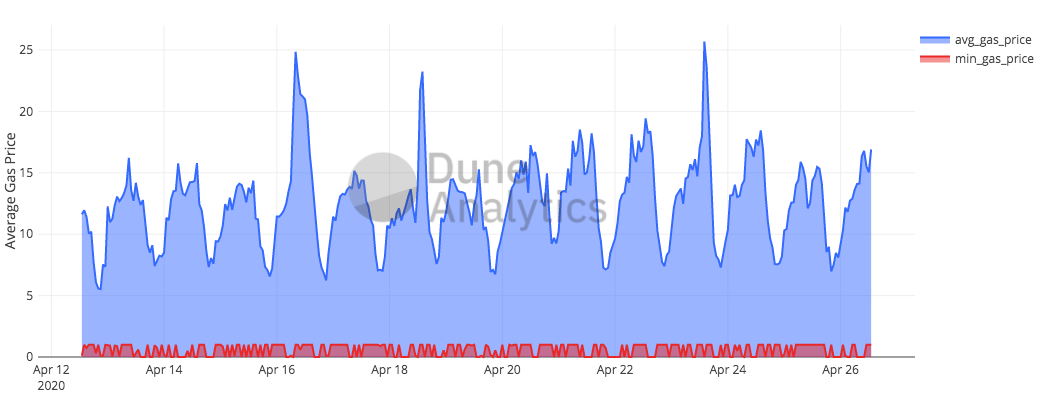 avg_gas_price
min_gas_price
Average Gas Price
25
20
15
10
5
0
Dune
Analytics
Apr 12
2020
Apr 14
Apr 16
Apr 18
Apr 20
Apr 22
Apr 24
Apr 26